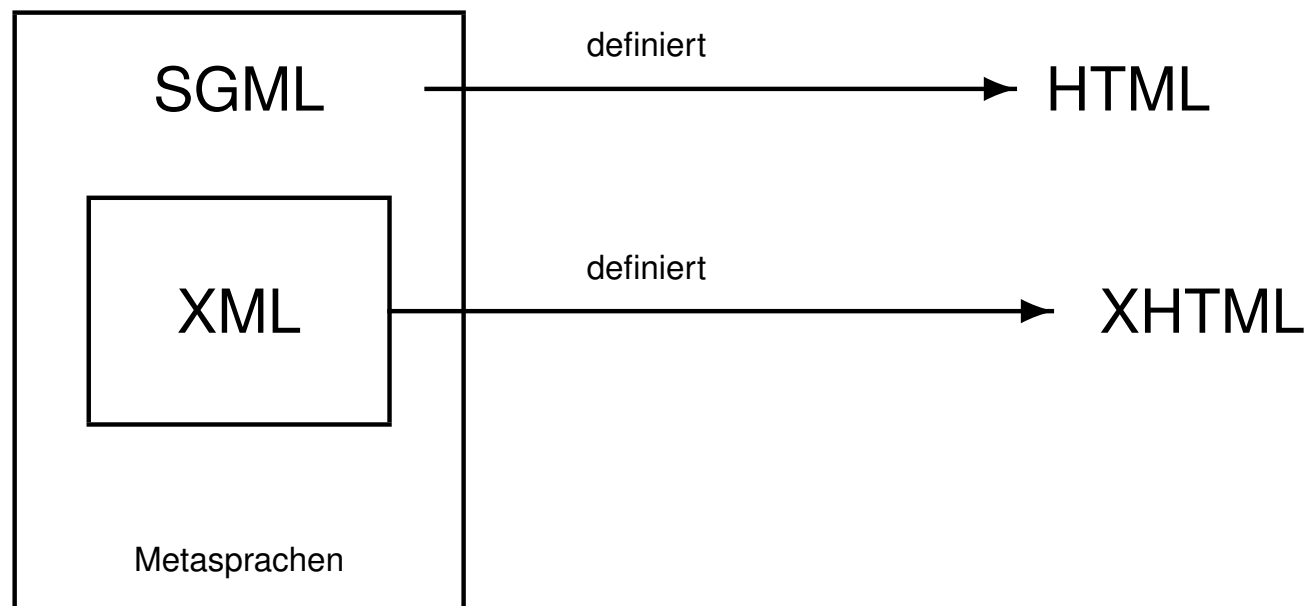 definiert
SGML
HTML
definiert
XML
XHTML
Metasprachen